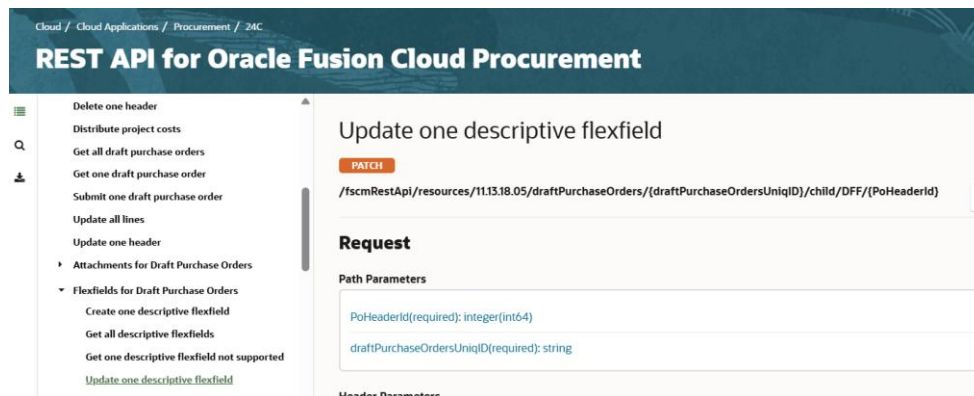 Cloud / Cloud Applications / Procurement / 24C
REST API for Oracle Fusion Cloud Procurement
Delete one header
Distribute project costs
Get all draft purchase orders
Get one draft purchase order
Submit one draft purchase order
Update all lines
Update one header
Attachments for Draft Purchase Orders
Flexfields for Draft Purchase Orders
Create one descriptive flexfield
Get all descriptive flexfields
Get one descriptive flexfield not supported
Update one descriptive flexfield
Update one descriptive flexfield
PATCH
/fscmRestApi/resources/11.13.18.05/draftPurchaseOrders/{draftPurchaseOrdersUniqID}/child/DFF/{PoHeaderId}
Request
Path Parameters
PoHeaderId(required): integer(int64)
draftPurchaseOrdersUniqID(required): string
Header Parameters